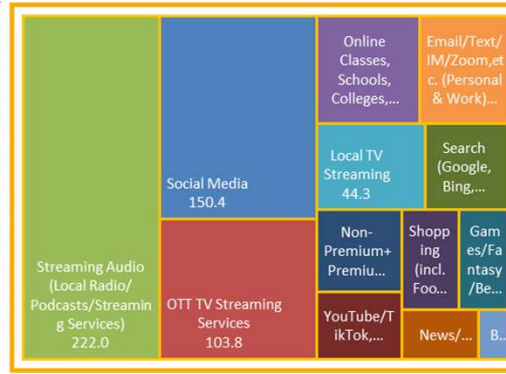 Streaming Audio
(Local Radio/
Podcasts/Streamin
g Services)
222.0
Social Media
150.4
OTT TV Streaming
Services
103.8
Online
Classes,
Schools,
Colleges,...
Email/Text/
IM/Zoom,et
c. (Personal
& Work)...
Local TV
Streaming
44.3
Search
(Google,
Bing,...
Non-
Premium+
Premiu...
Shopp
ing
(incl.
Foo...
Gam
es/Fa
ntasy
/Be...
YouTube/T
ikTok,...
News/...
B...